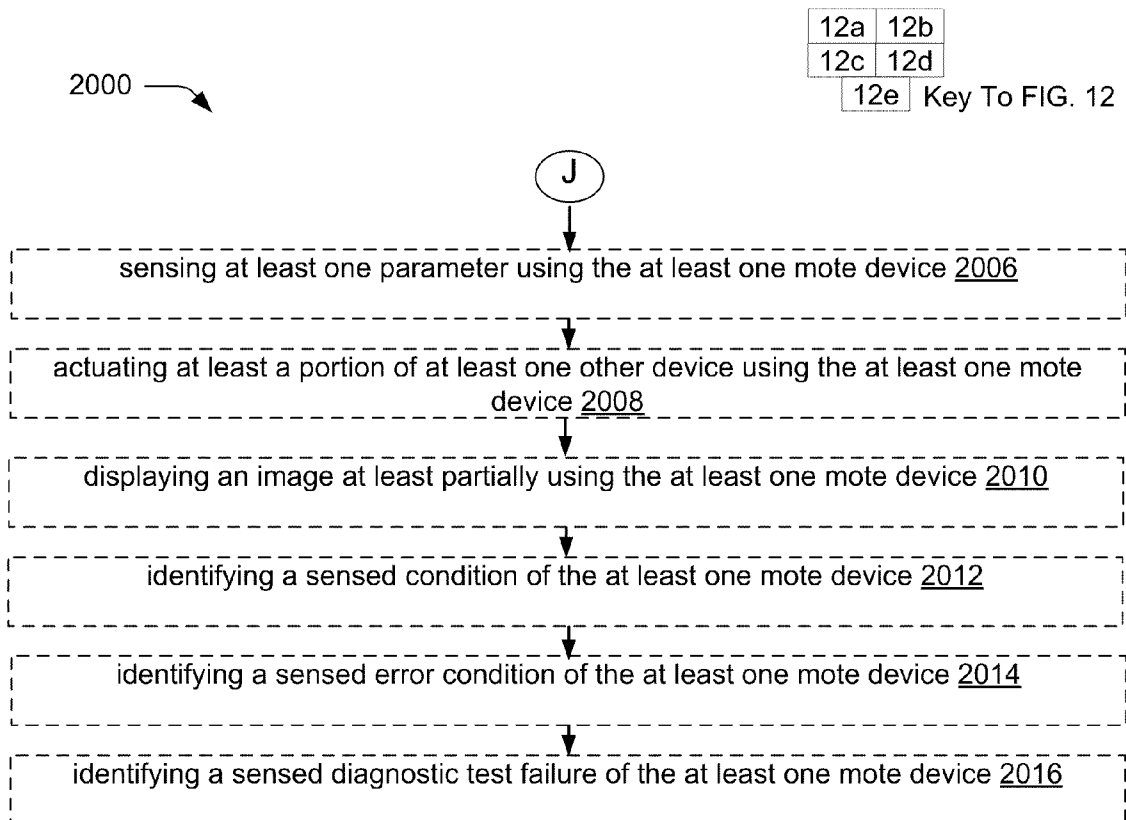 12a 12b
12c 12d
12e Key To FIG. 12
2000
J
sensing at least one parameter using the at least one mote device 2006
actuating at least a portion of at least one other device using the at least one mote
device 2008
displaying an image at least partially using the at least one mote device 2010
identifying a sensed condition of the at least one mote device 2012
identifying a sensed error condition of the at least one mote device 2014
identifying a sensed diagnostic test failure of the at least one mote device 2016